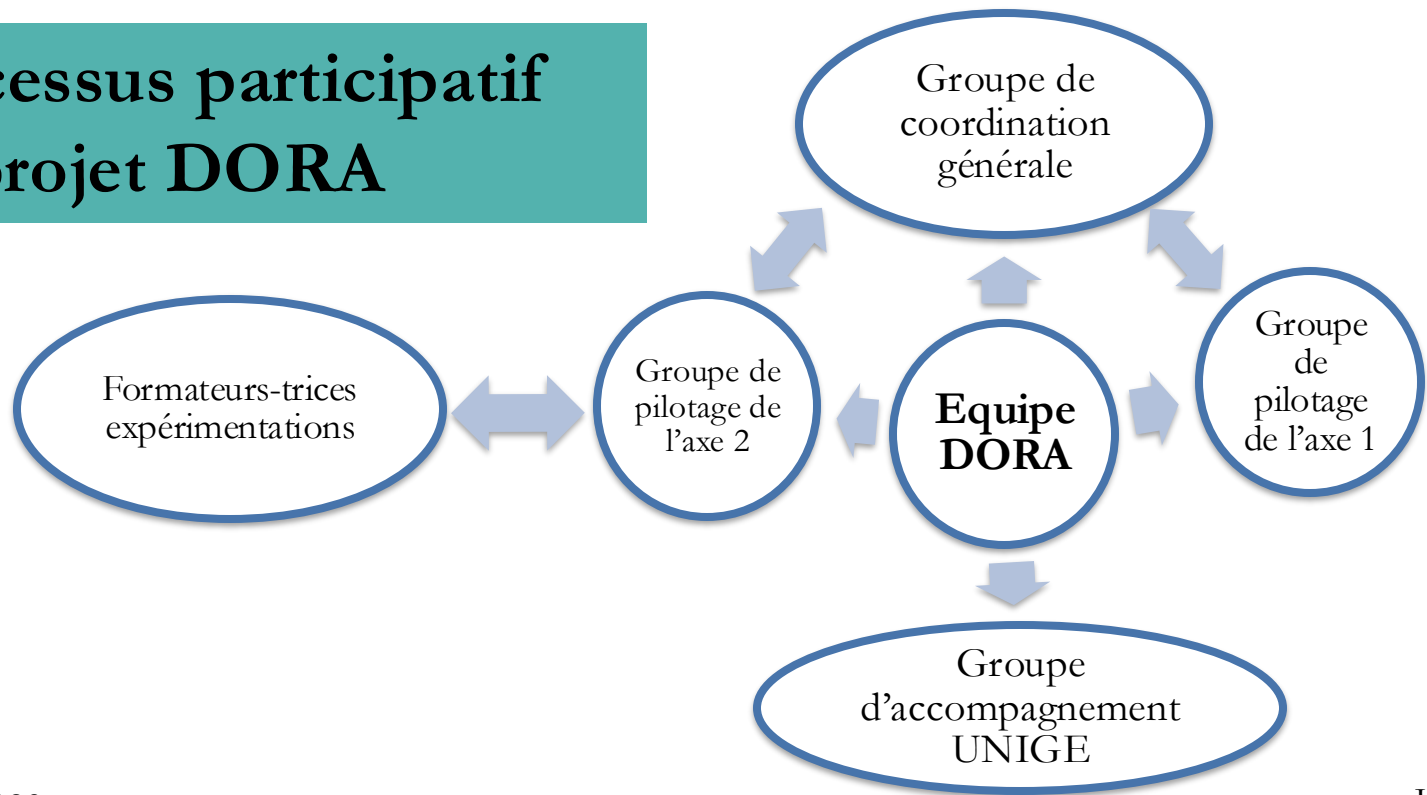 projet DORA
participatif
Groupe de
coordination
générale
Formateurs-trices
expérimentations
Groupe de
pilotage de
l'axe 2
Equipe
DORA
Groupe
de
pilotage
de l'axe 1
Groupe
d'accompagnement
UNIGE